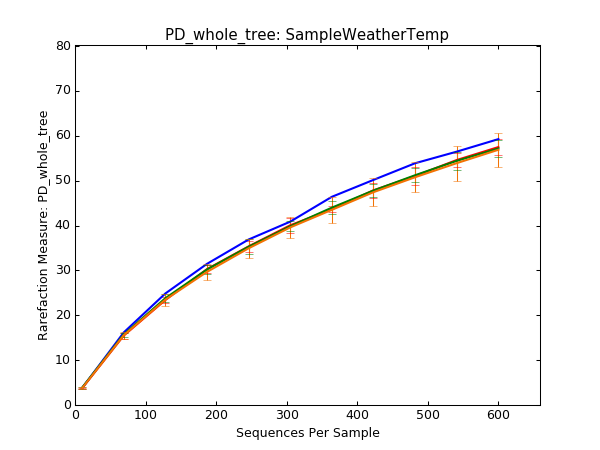 PD_whole_tree: SampleWeatherTemp
Rarefaction Measure: PD_whole_tree
80
70
60
50
40
30
20
10
0
0 100 200 300 400 500 600
Sequences Per Sample